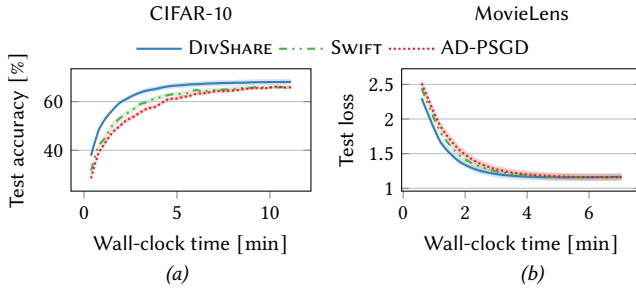 CIFAR-10 MovieLens
DivShare Swift AD-PSGD
Test accuracy [%]
60
40
0 5 10
Wall-clock time [min]
(a)
Test loss
2.5
2
1.5
1
0 2 4 6
Wall-clock time [min]
(b)